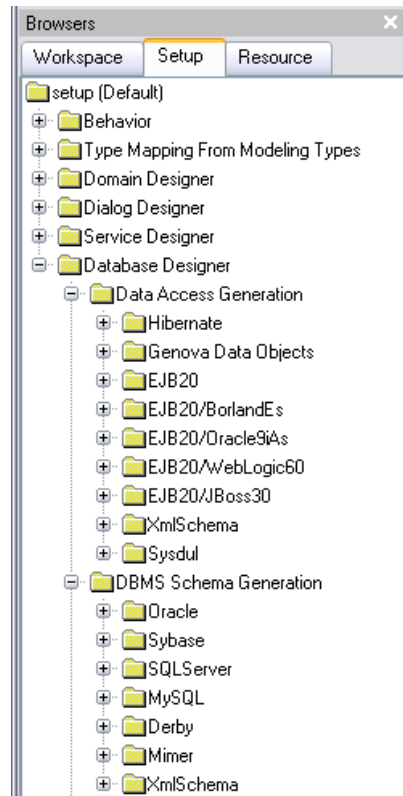 Browsers
Workspace Setup Resource
setup (Default)
Behavior
Type Mapping From Modeling Types
Domain Designer
Dialog Designer
Service Designer
Database Designer
Data Access Generation
Hibernate
Genova Data Objects
EJB20
EJB20/BorlandEs
EJB20/Oracle9iAs
EJB20/WebLogic60
EJB20/JBoss30
XmlSchema
Sysdul
DBMS Schema Generation
Oracle
Sybase
SQLServer
MySQL
Derby
Mimer
XmlSchema